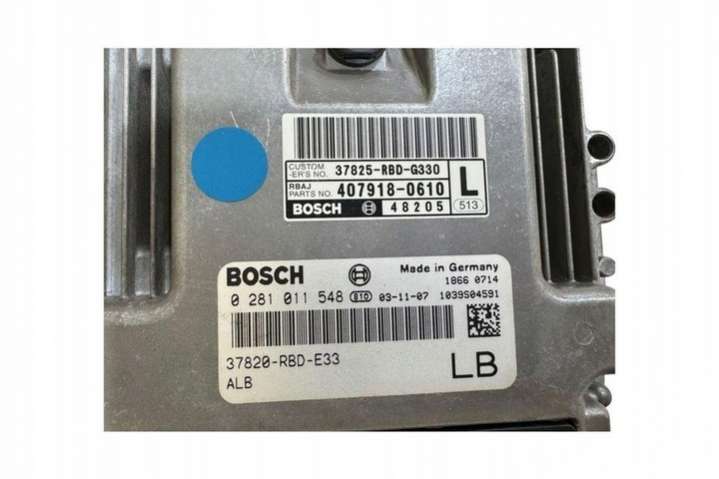 CUSTOM-ER'S NO. 37825-RBD-G330
RBAJ PARTS NO. 407918-0610 L
BOSCH 48205 513
BOSCH Made in Germany
1866 0714
0 281 011 548 03-11-07 1039S04591
37820-RBD-E33
ALB LB